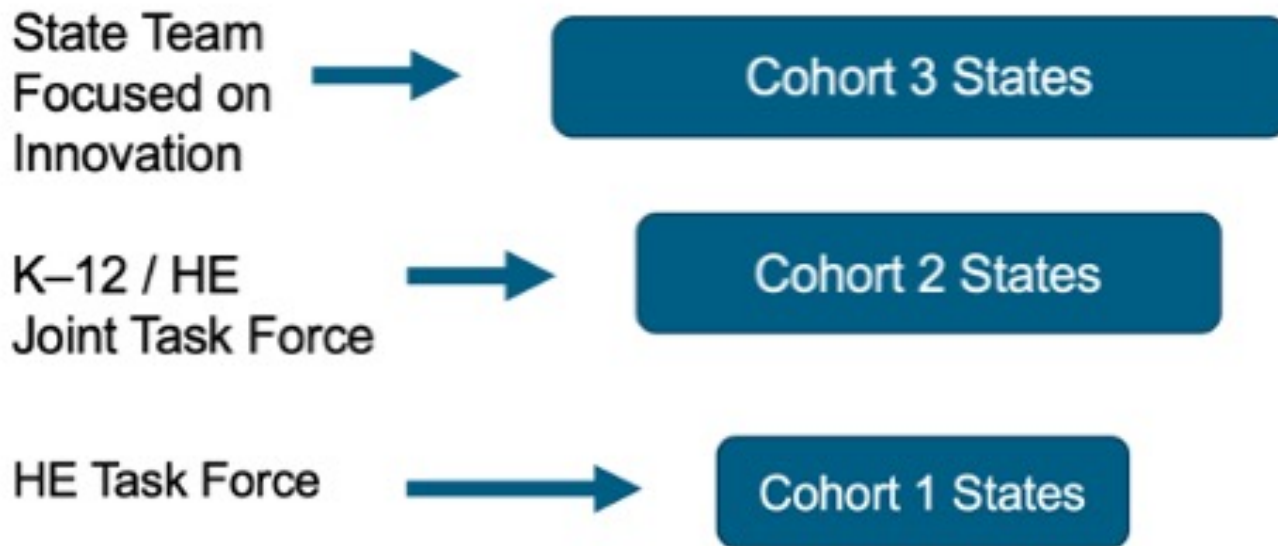 State Team
Focused on
Innovation
Cohort 3 States
K–12 / HE
Joint Task Force
Cohort 2 States
HE Task Force
Cohort 1 States